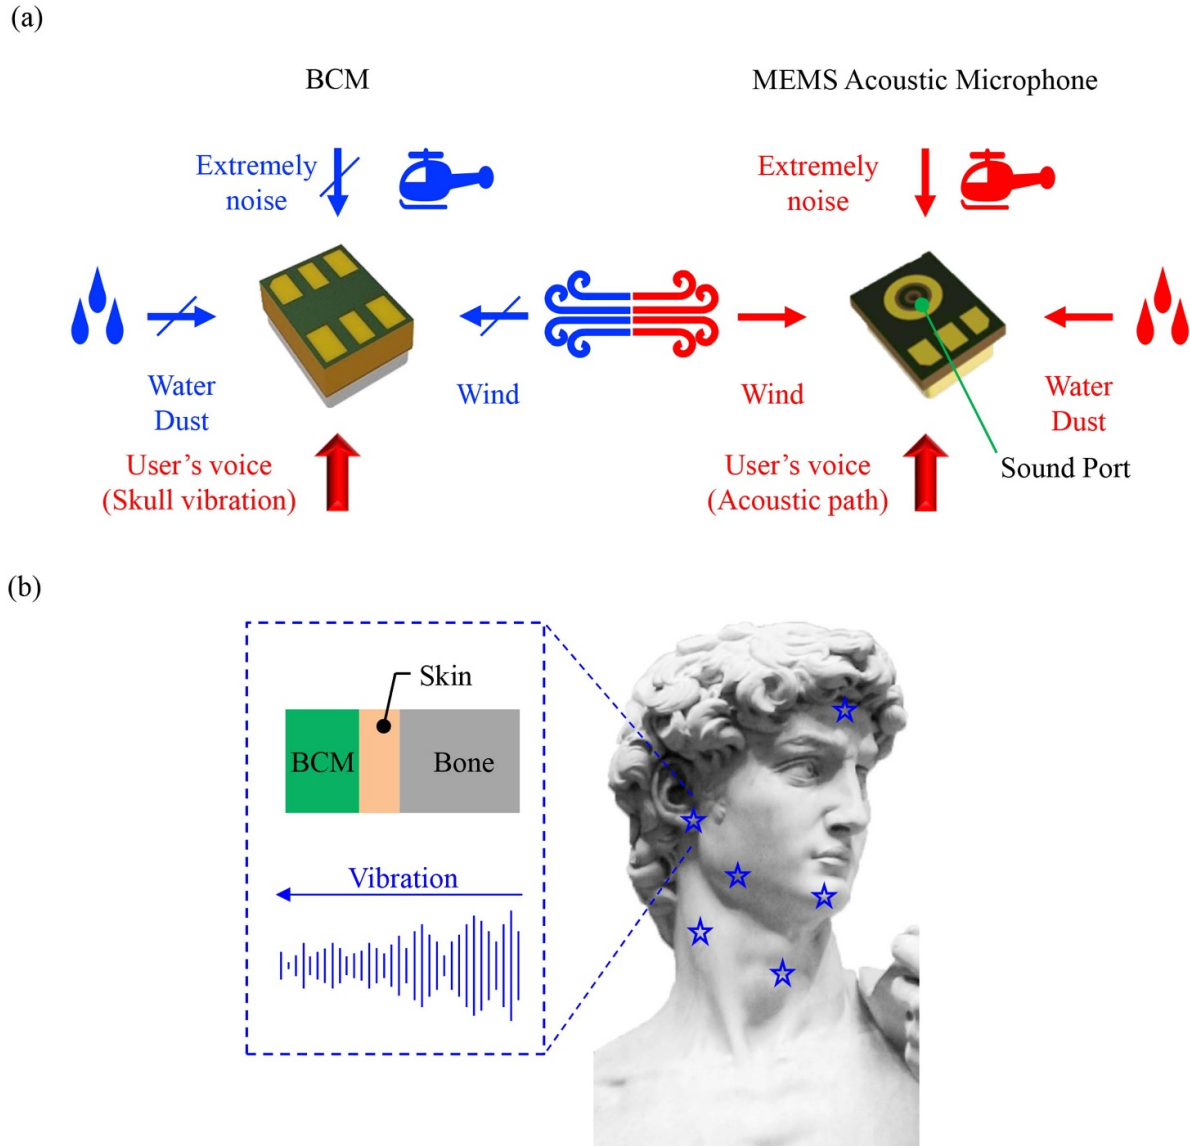 (a)
BCM
MEMS Acoustic Microphone
Extremely
noise
Extremely
noise
Water
Dust
Wind
Wind
Water
Dust
User’s voice
(Skull vibration)
User’s voice
(Acoustic path)
Sound Port
(b)
Skin
BCM
Bone
Vibration